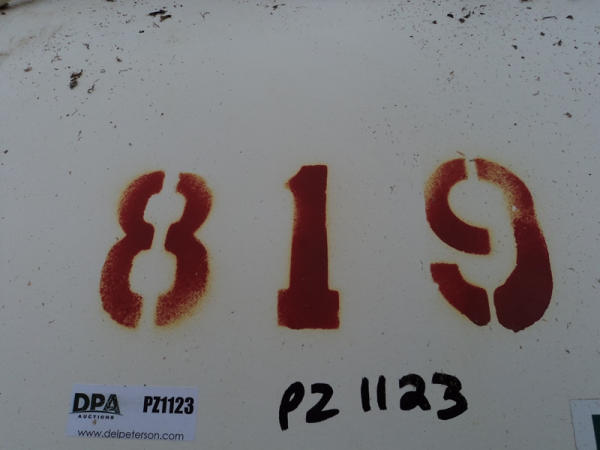 819
PZ 1123
DPA PZ1123
AUCTIONS
www.delpeterson.com